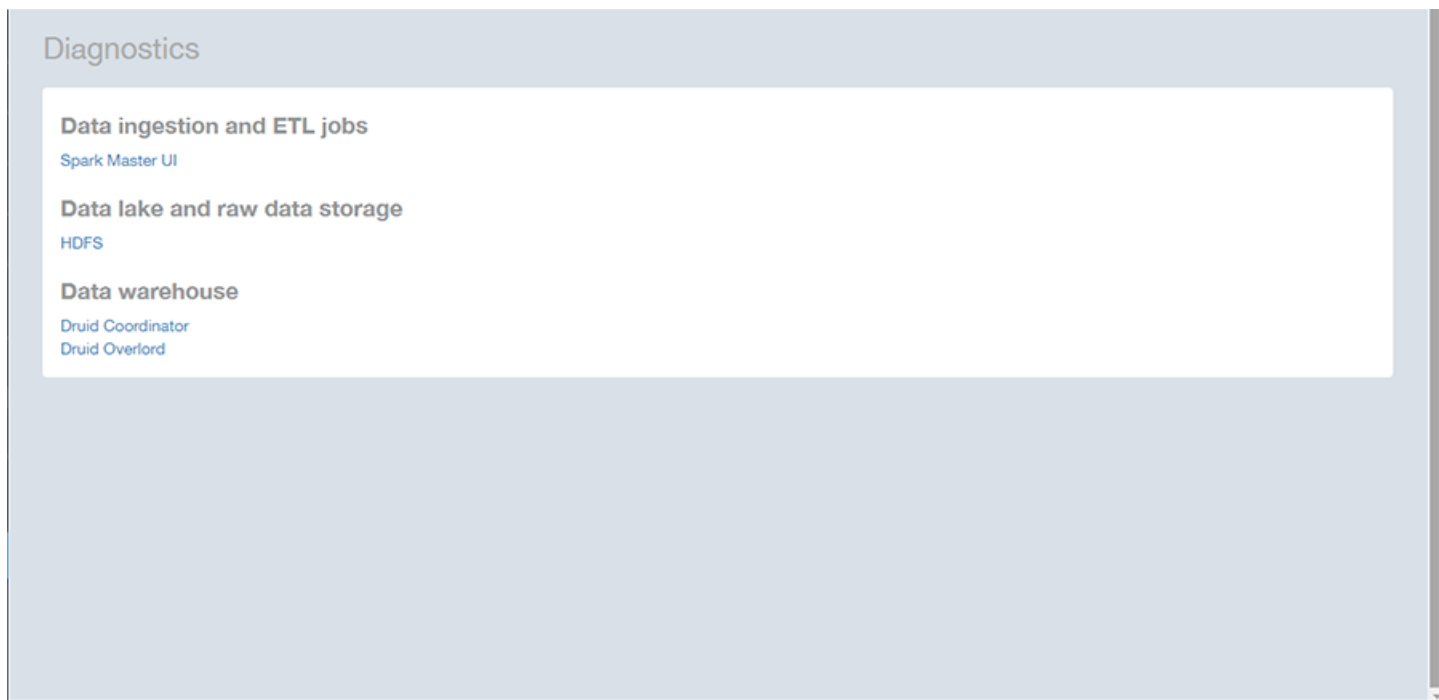 Diagnostics
Data ingestion and ETL jobs
Spark Master UI
Data lake and raw data storage
HDFS
Data warehouse
Druid Coordinator
Druid Overlord